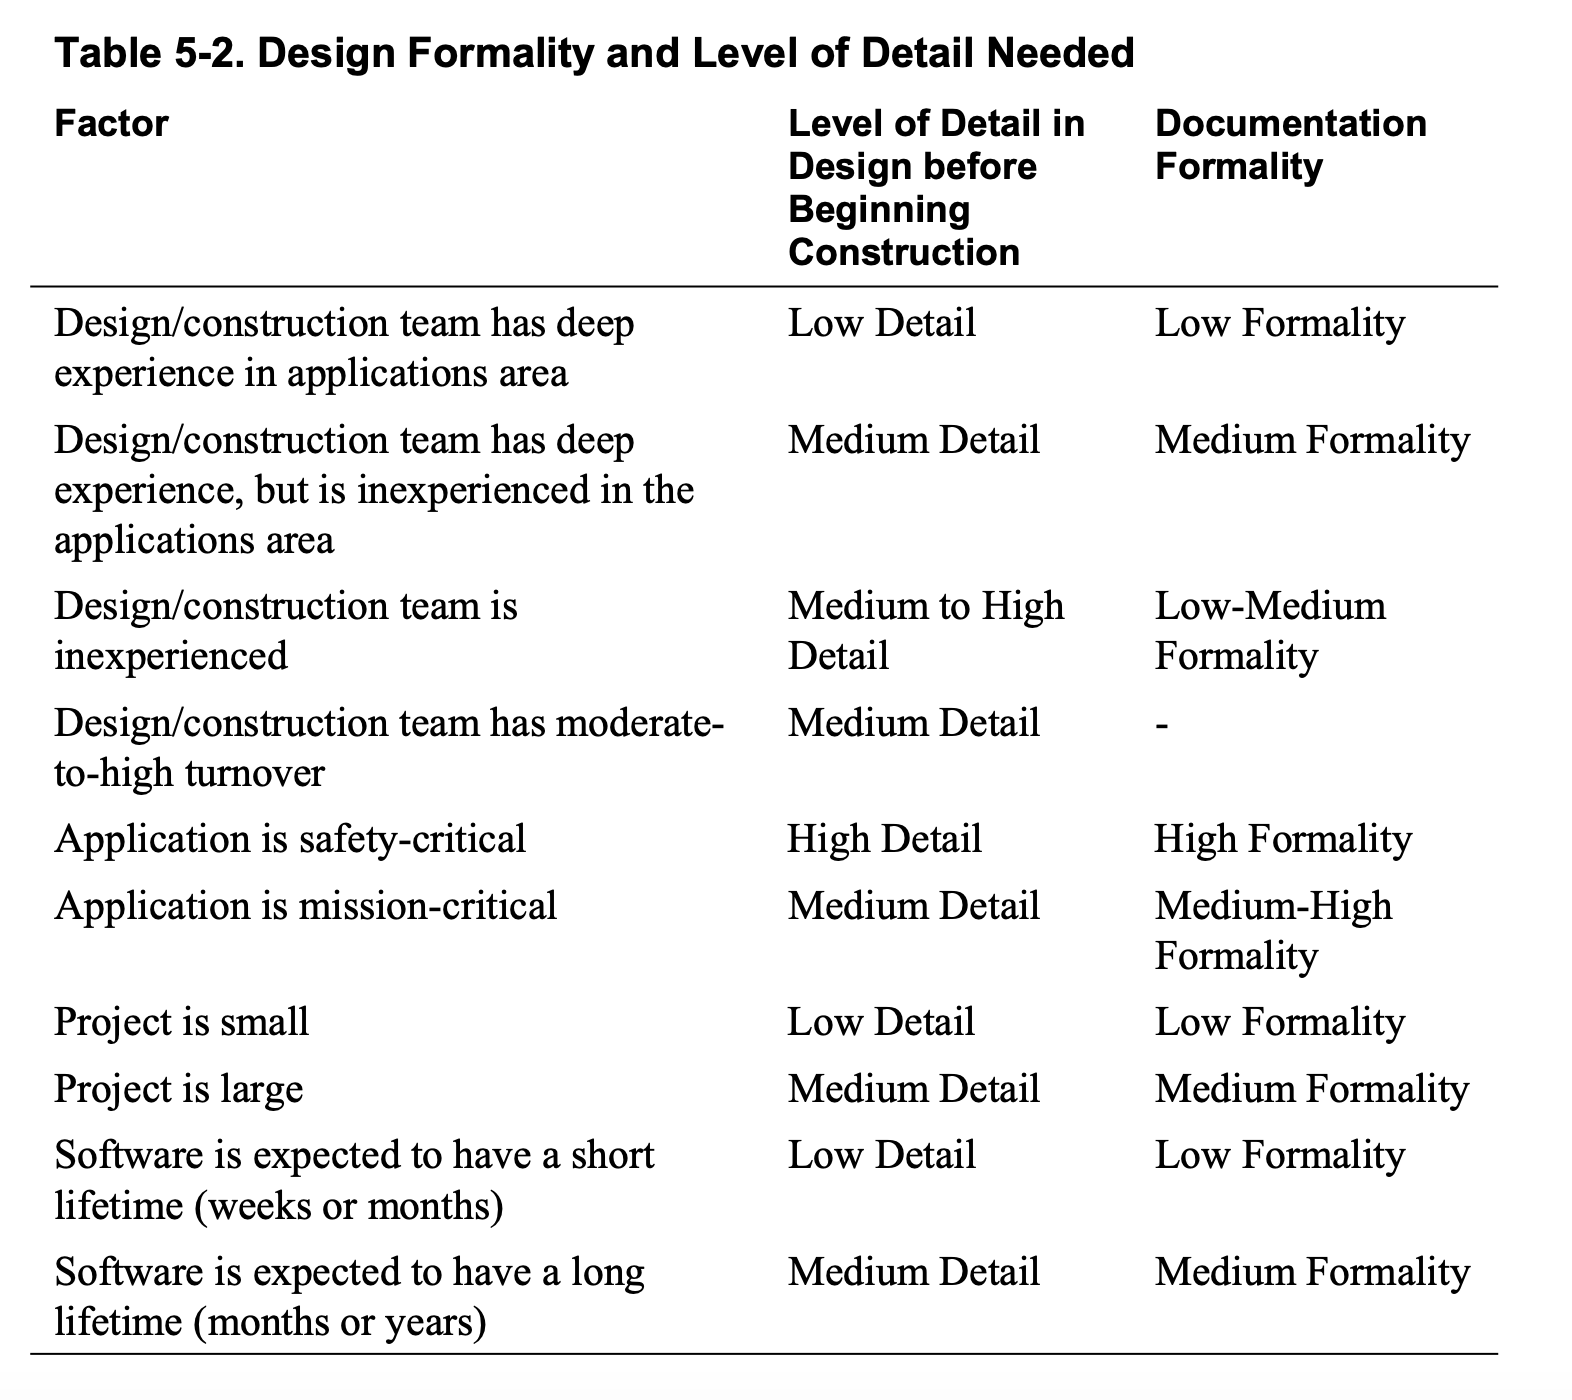 Table 5-2. Design Formality and Level of Detail Needed
Factor Level of Detail in Design before Beginning Construction Documentation Formality
Design/construction team has deep experience in applications area Low Detail Low Formality
Design/construction team has deep experience, but is inexperienced in the applications area Medium Detail Medium Formality
Design/construction team is inexperienced Medium to High Detail Low-Medium Formality
Design/construction team has moderate-to-high turnover Medium Detail -
Application is safety-critical High Detail High Formality
Application is mission-critical Medium Detail Medium-High Formality
Project is small Low Detail Low Formality
Project is large Medium Detail Medium Formality
Software is expected to have a short lifetime (weeks or months) Low Detail Low Formality
Software is expected to have a long lifetime (months or years) Medium Detail Medium Formality